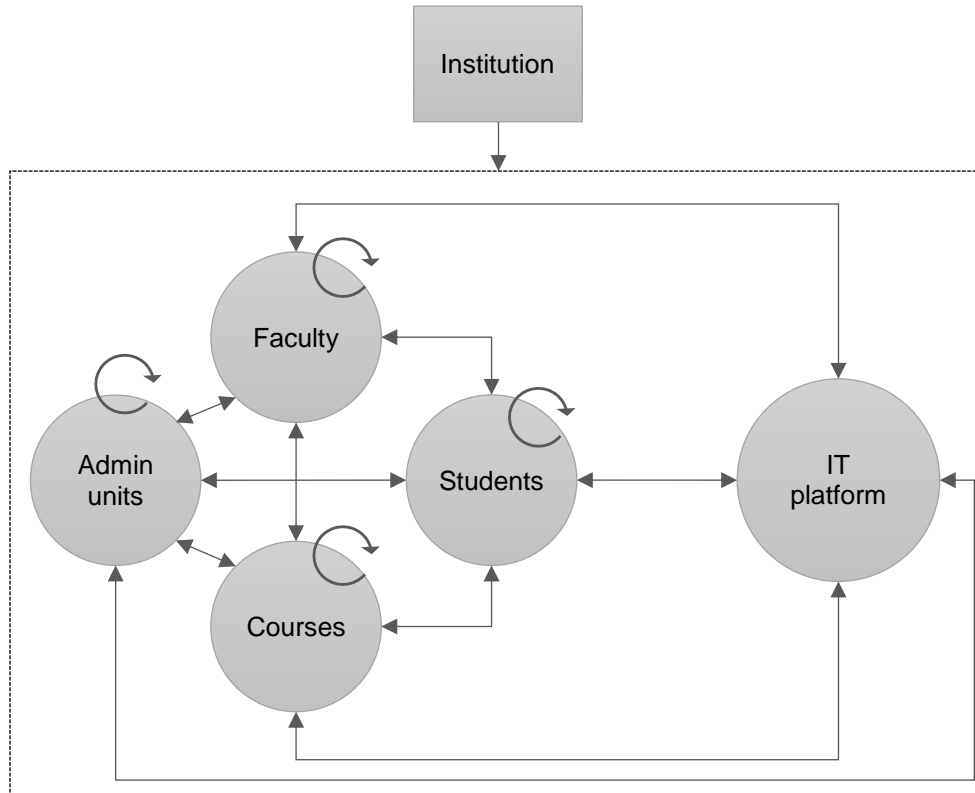 Institution
Faculty
Admin
units
Students
IT
platform
Courses